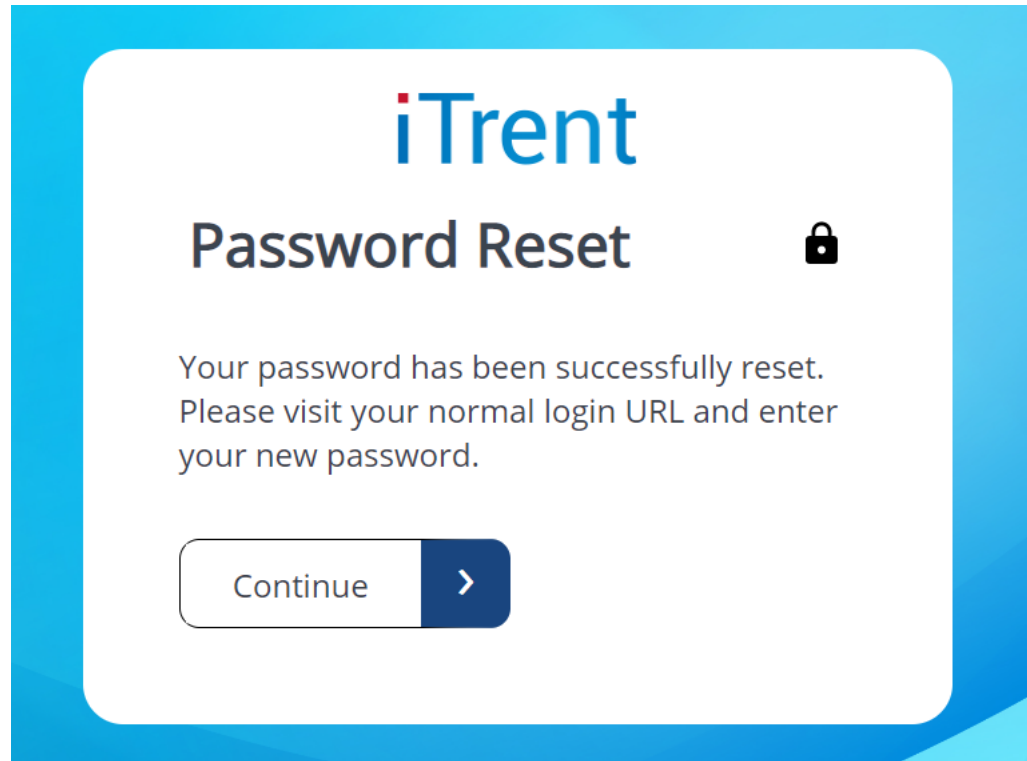 iTrent
Password Reset
Your password has been successfully reset.
Please visit your normal login URL and enter
your new password.
Continue